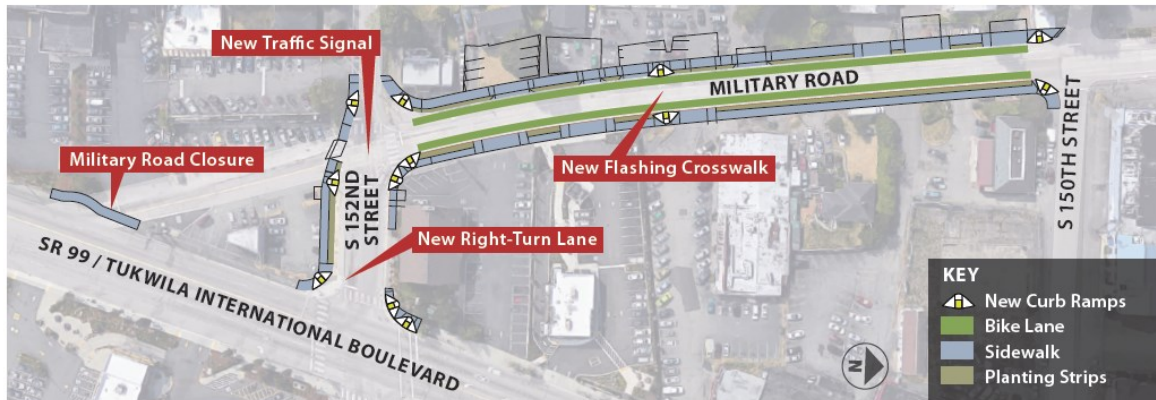 New Traffic Signal
MILITARY ROAD
Military Road Closure
New Flashing Crosswalk
S 150TH STREET
S 152ND
STREET
New Right-Turn Lane
SR 99 / TUKWILA INTERNATIONAL BOULEVARD
N
KEY
New Curb Ramps
Bike Lane
Sidewalk
Planting Strips